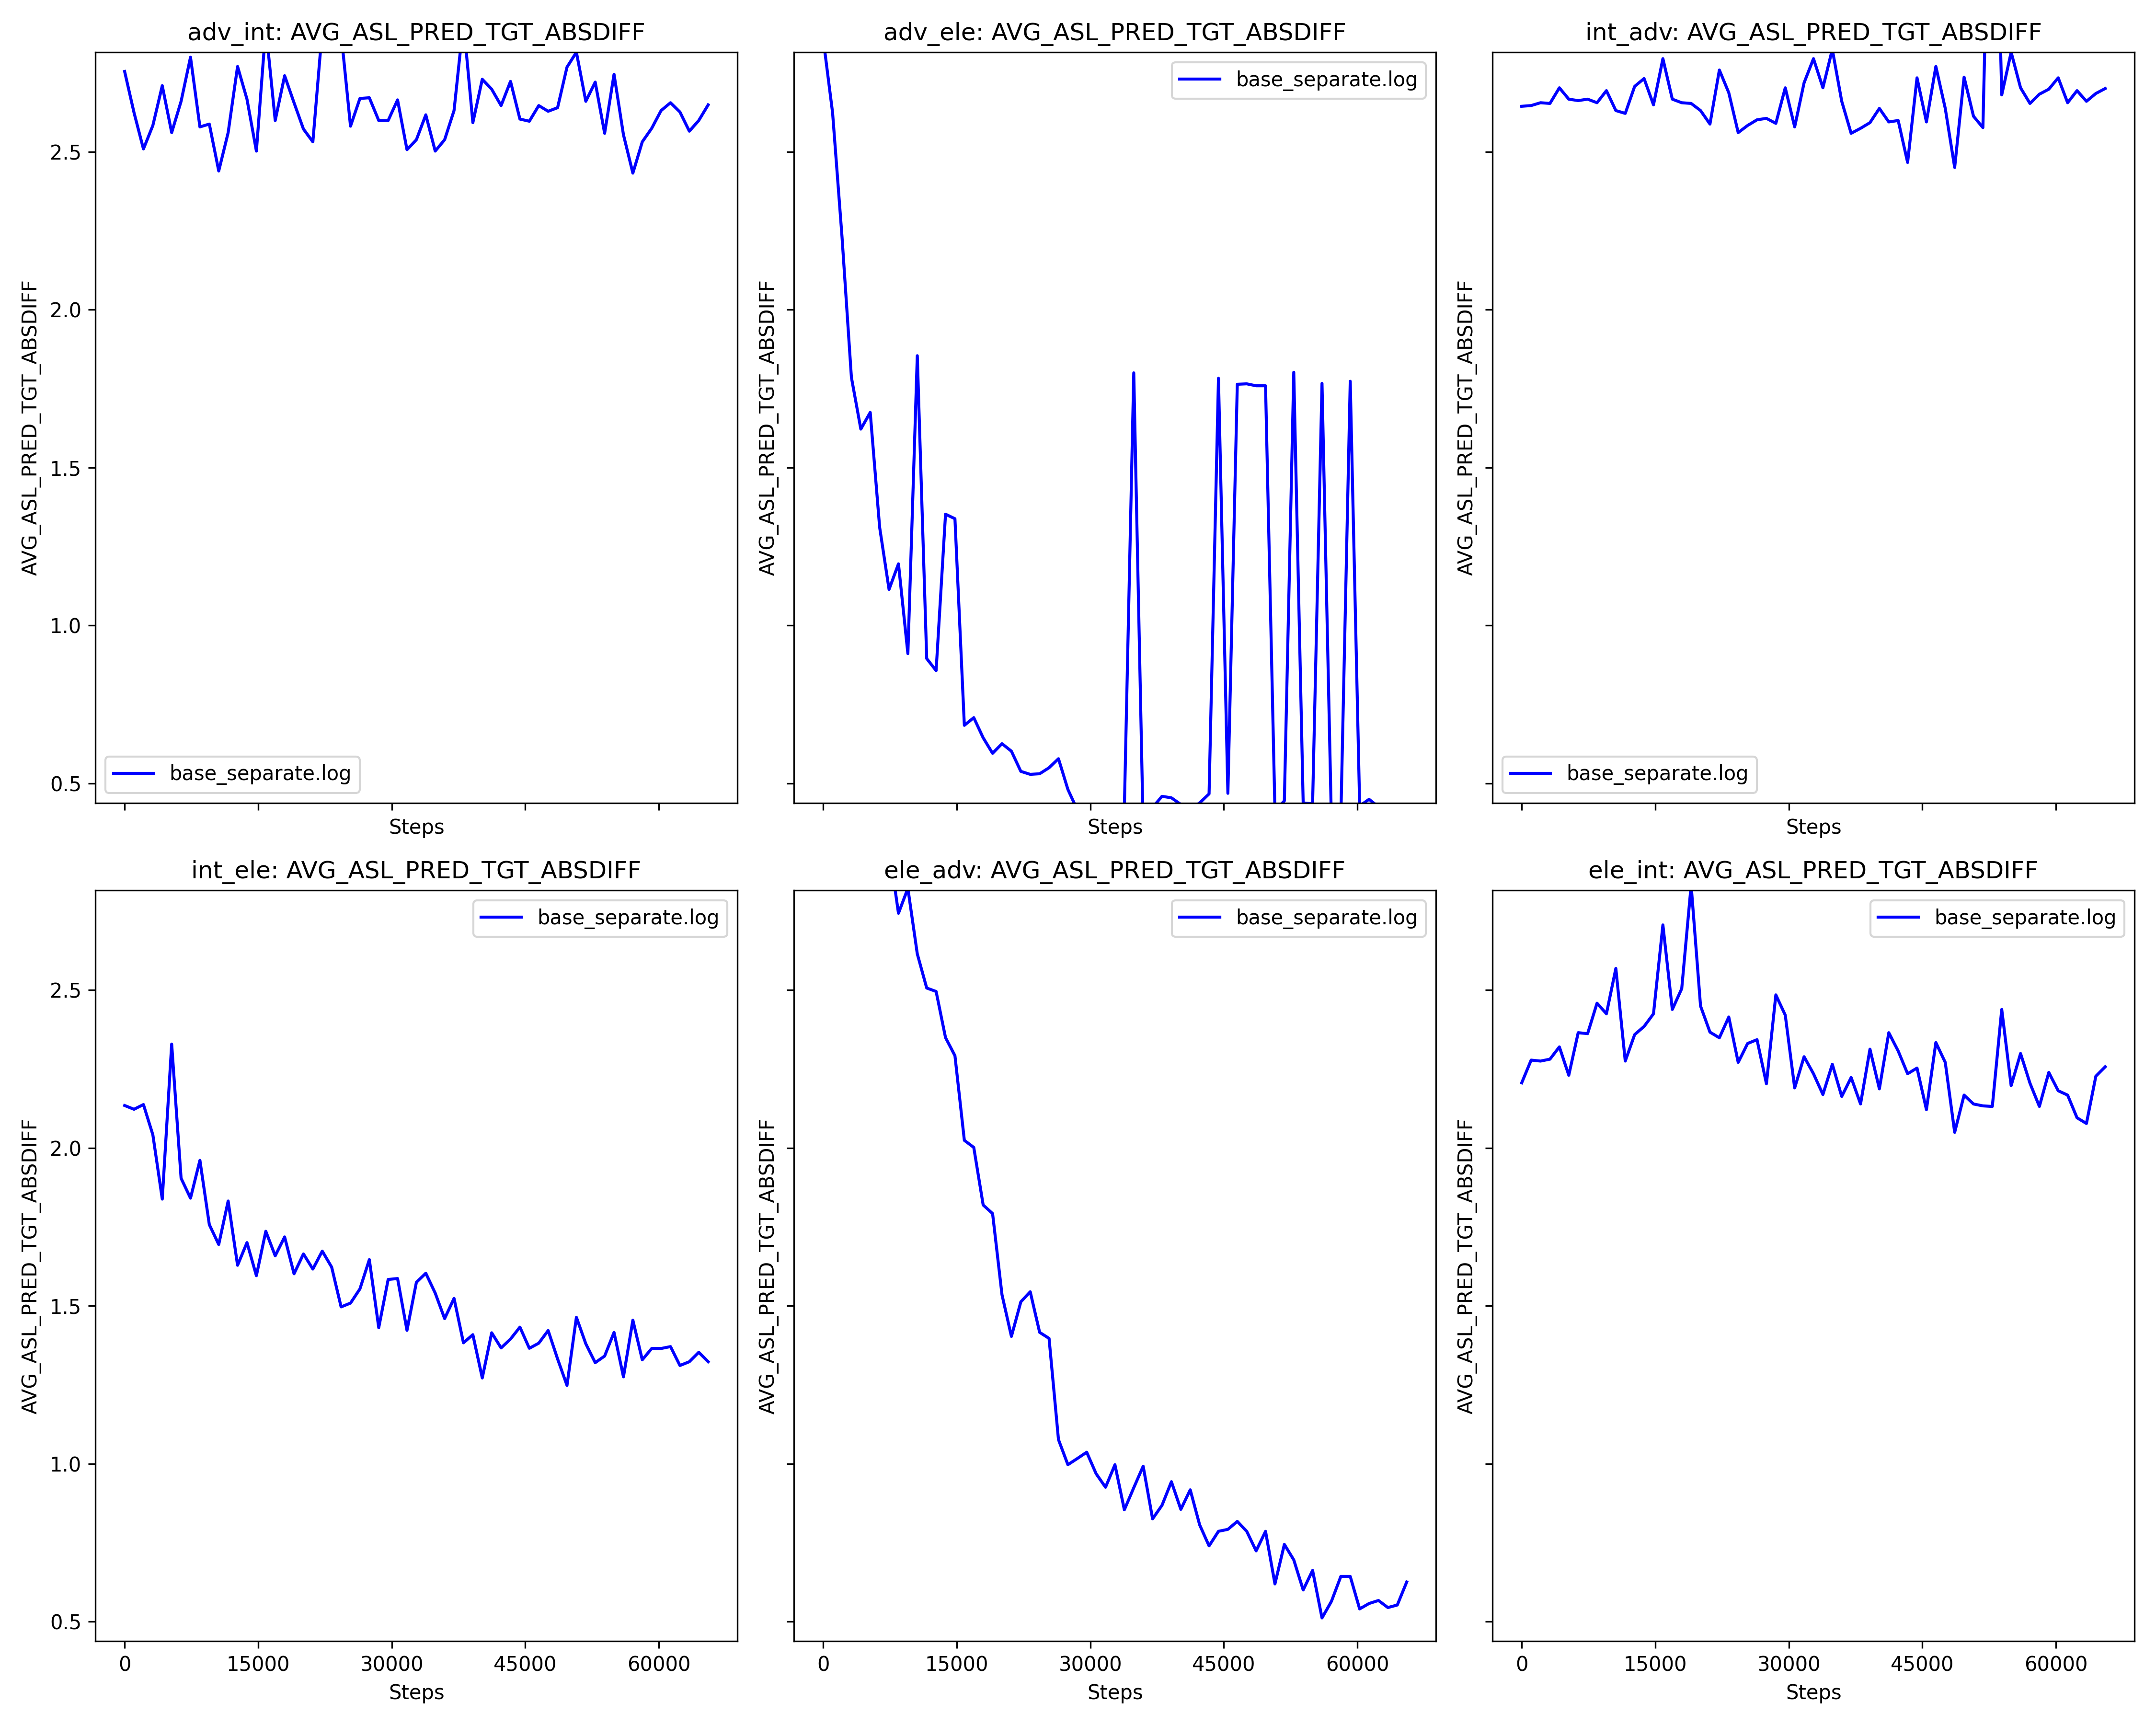 adv_int: AVG_ASL_PRED_TGT_ABSDIFF
AVG_ASL_PRED_TGT_ABSDIFF
2.5
2.0
1.5
1.0
0.5
base_separate.log
Steps
adv_ele: AVG_ASL_PRED_TGT_ABSDIFF
AVG_ASL_PRED_TGT_ABSDIFF
base_separate.log
Steps
int_adv: AVG_ASL_PRED_TGT_ABSDIFF
AVG_ASL_PRED_TGT_ABSDIFF
base_separate.log
Steps
int_ele: AVG_ASL_PRED_TGT_ABSDIFF
AVG_ASL_PRED_TGT_ABSDIFF
base_separate.log
2.5
2.0
1.5
1.0
0.5
0 15000 30000 45000 60000
Steps
ele_adv: AVG_ASL_PRED_TGT_ABSDIFF
AVG_ASL_PRED_TGT_ABSDIFF
base_separate.log
0 15000 30000 45000 60000
Steps
ele_int: AVG_ASL_PRED_TGT_ABSDIFF
AVG_ASL_PRED_TGT_ABSDIFF
base_separate.log
0 15000 30000 45000 60000
Steps